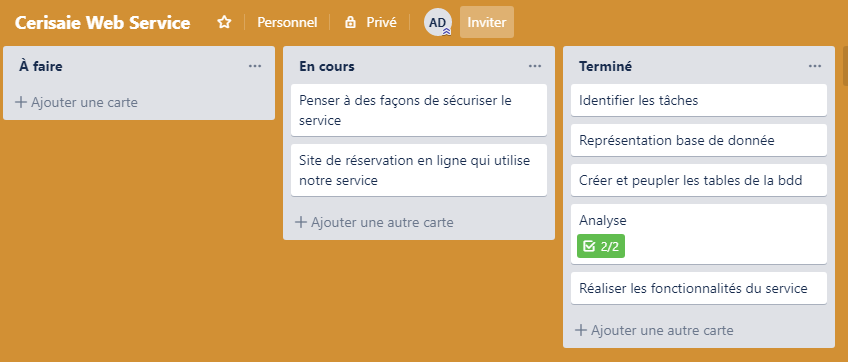 Cerisaie Web Service
Personnel
Privé
AD
Inviter
À faire
Ajouter une carte
En cours
Penser à des façons de sécuriser le
service
Site de réservation en ligne qui utilise
notre service
Ajouter une autre carte
Terminé
Identifier les tâches
Représentation base de donnée
Créer et peupler les tables de la bdd
Analyse
2/2
Réaliser les fonctionnalités du service
Ajouter une autre carte